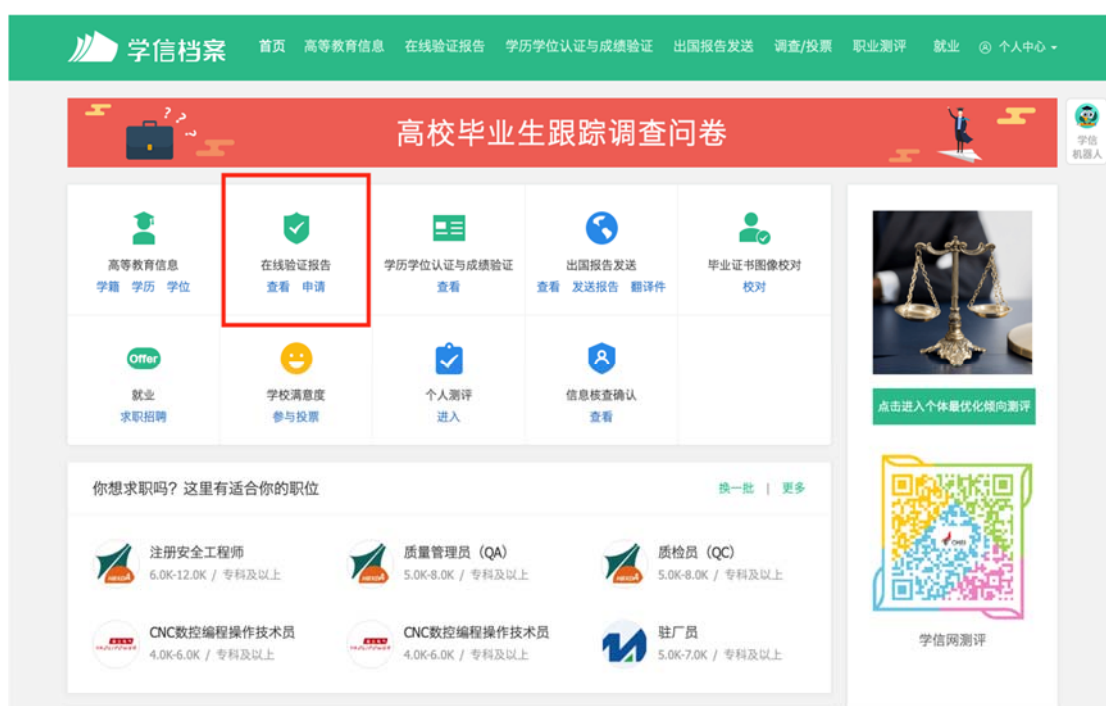 学信档案 首页 高等教育信息 在线验证报告 学历学位认证与成绩验证 出国报告发送 调查/投票 职业测评 就业 个人中心
???
高校毕业生跟踪调查问卷
学信
机器人
高等教育信息 在线验证报告 学历学位认证与成绩验证 出国报告发送 毕业证书图像校对
学籍 学历 学位 查看 申请 查看 查看 发送报告 翻译件 校对
Offer
就业 学校满意度 个人测评 信息核查确认
求职招聘 参与投票 进入 查看
点击进入个体最优化倾向测评
你想求职吗？这里有适合你的职位 换一批 | 更多
注册安全工程师 质量管理员（QA） 质检员（QC）
6.0K-12.0K / 专科及以上 5.0K-8.0K / 专科及以上 5.0K-8.0K / 专科及以上
CNC数控编程操作技术员 CNC数控编程操作技术员 驻厂员
4.0K-6.0K / 专科及以上 4.0K-6.0K / 专科及以上 5.0K-7.0K / 专科及以上
学信网测评